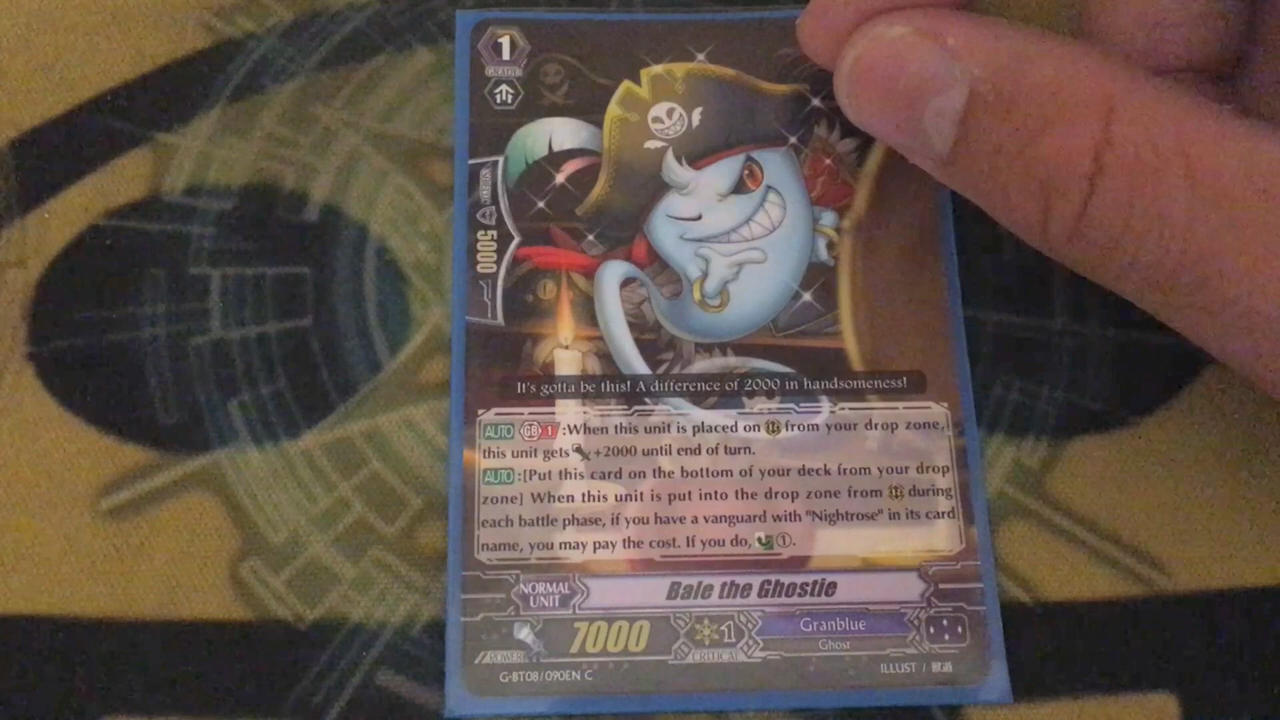 1
GRADE
5000
It's gotta be this! A difference of 2000 in handsomeness!
AUTO GB 1 :When this unit is placed on from your drop zone,
this unit gets +2000 until end of turn.
AUTO :[Put this card on the bottom of your deck from your drop
zone] When this unit is put into the drop zone from during
each battle phase, if you have a vanguard with "Nightrose" in its card
name, you may pay the cost. If you do, ①.
NORMAL
UNIT
Bale the Ghostie
POWER
7000
1
CRITICAL
Granblue
Ghost
G-BT08/090EN C
ILLUST /